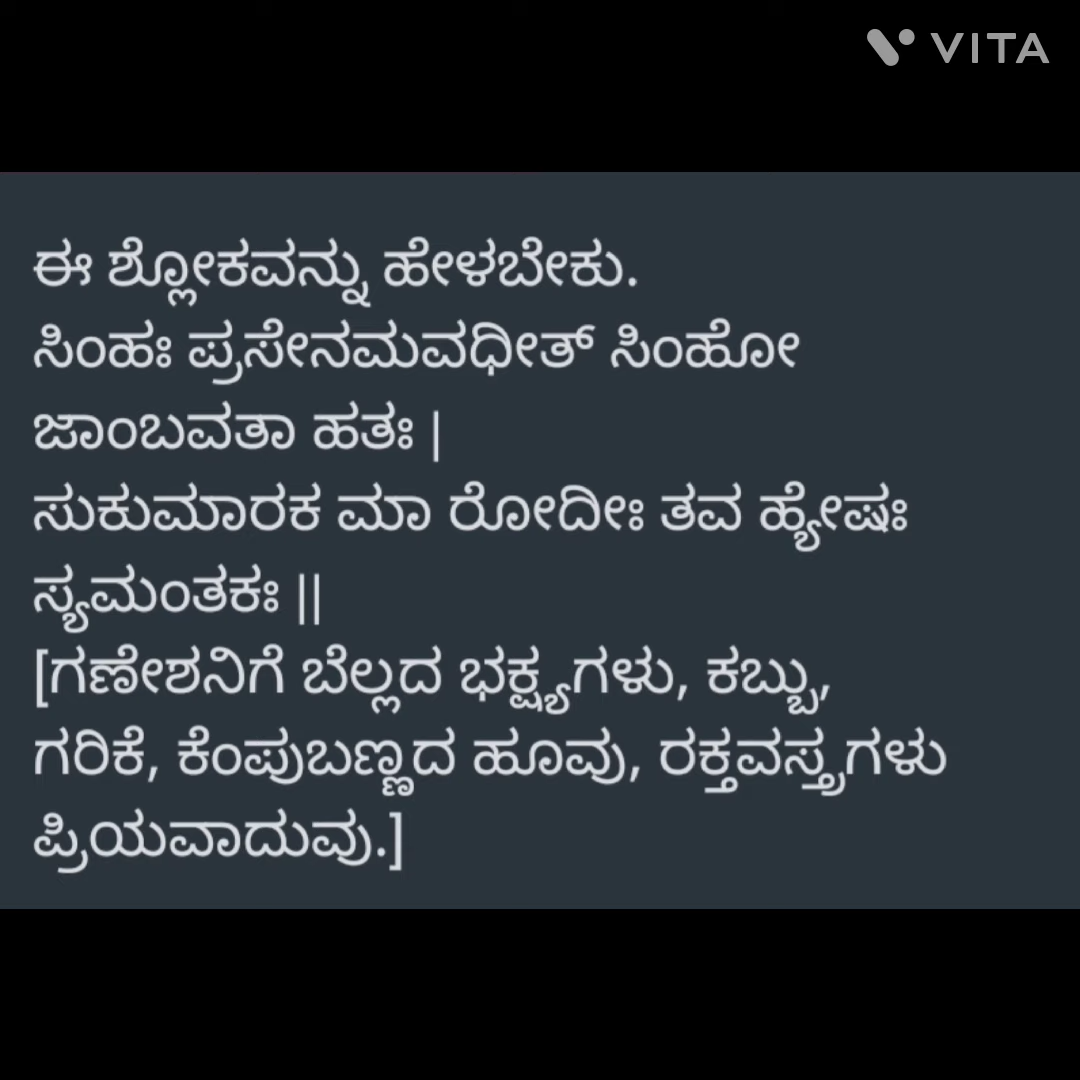 VITA
ಈ ಶ್ಲೋಕವನ್ನು ಹೇಳಬೇಕು.
ಸಿಂಹಃ ಪ್ರಸೇನಮವಧೀತ್ ಸಿಂಹೋ
ಜಾಂಬವತಾ ಹತಃ |
ಸುಕುಮಾರಕ ಮಾ ರೋದೀಃ ತವ ಹ್ಯೇಷಃ
ಸ್ಯಮಂತಕಃ ||
[ಗಣೇಶನಿಗೆ ಬೆಲ್ಲದ ಭಕ್ಷ್ಯಗಳು, ಕಬ್ಬು,
ಗರಿಕೆ, ಕೆಂಪುಬಣ್ಣದ ಹೂವು, ರಕ್ತವಸ್ತ್ರಗಳು
ಪ್ರಿಯವಾದುವು.]